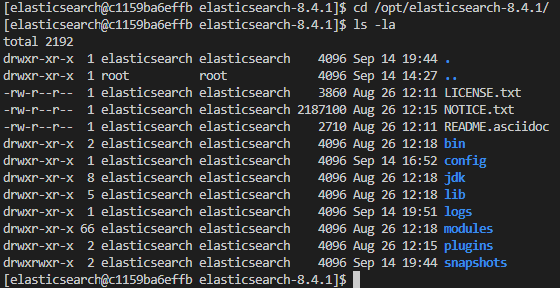 [elasticsearch@c1159ba6effb elasticsearch-8.4.1]$ cd /opt/elasticsearch-8.4.1/
[elasticsearch@c1159ba6effb elasticsearch-8.4.1]$ ls -la
total 2192
drwxr-xr-x  1 elasticsearch elasticsearch    4096 Sep 14 19:44 .
drwxr-xr-x  1 root          root             4096 Sep 14 14:27 ..
-rw-r--r--  1 elasticsearch elasticsearch    3860 Aug 26 12:11 LICENSE.txt
-rw-r--r--  1 elasticsearch elasticsearch 2187100 Aug 26 12:15 NOTICE.txt
-rw-r--r--  1 elasticsearch elasticsearch    2710 Aug 26 12:11 README.asciidoc
drwxr-xr-x  2 elasticsearch elasticsearch    4096 Aug 26 12:18 bin
drwxr-xr-x  1 elasticsearch elasticsearch    4096 Sep 14 16:52 config
drwxr-xr-x  8 elasticsearch elasticsearch    4096 Aug 26 12:18 jdk
drwxr-xr-x  5 elasticsearch elasticsearch    4096 Aug 26 12:18 lib
drwxr-xr-x  1 elasticsearch elasticsearch    4096 Sep 14 19:51 logs
drwxr-xr-x 66 elasticsearch elasticsearch    4096 Aug 26 12:18 modules
drwxr-xr-x  2 elasticsearch elasticsearch    4096 Aug 26 12:15 plugins
drwxrwxr-x  2 elasticsearch elasticsearch    4096 Sep 14 19:44 snapshots
[elasticsearch@c1159ba6effb elasticsearch-8.4.1]$